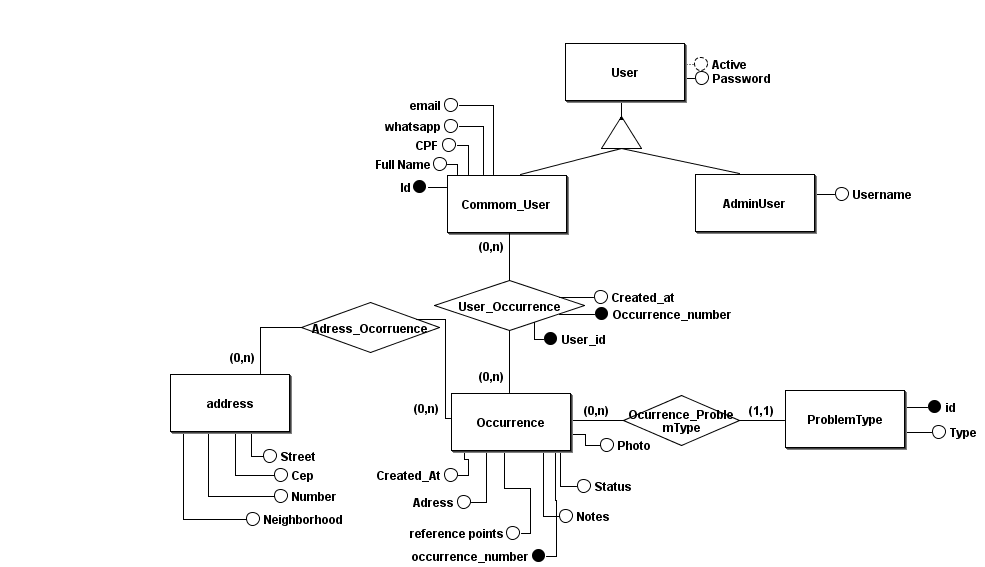 User
Active
Password
email
whatsapp
CPF
Full Name
Id
Commom_User
AdminUser
Username
(0,n)
User_Occurrence
Created_at
Occurrence_number
User_id
Adress_Ocorruence
(0,n)
(0,n)
address
(0,n)
Occurrence
(0,n)
Ocurrence_Proble
mType
(1,1)
ProblemType
id
Type
Photo
Street
Cep
Number
Neighborhood
Created_At
Adress
reference points
occurrence_number
Status
Notes